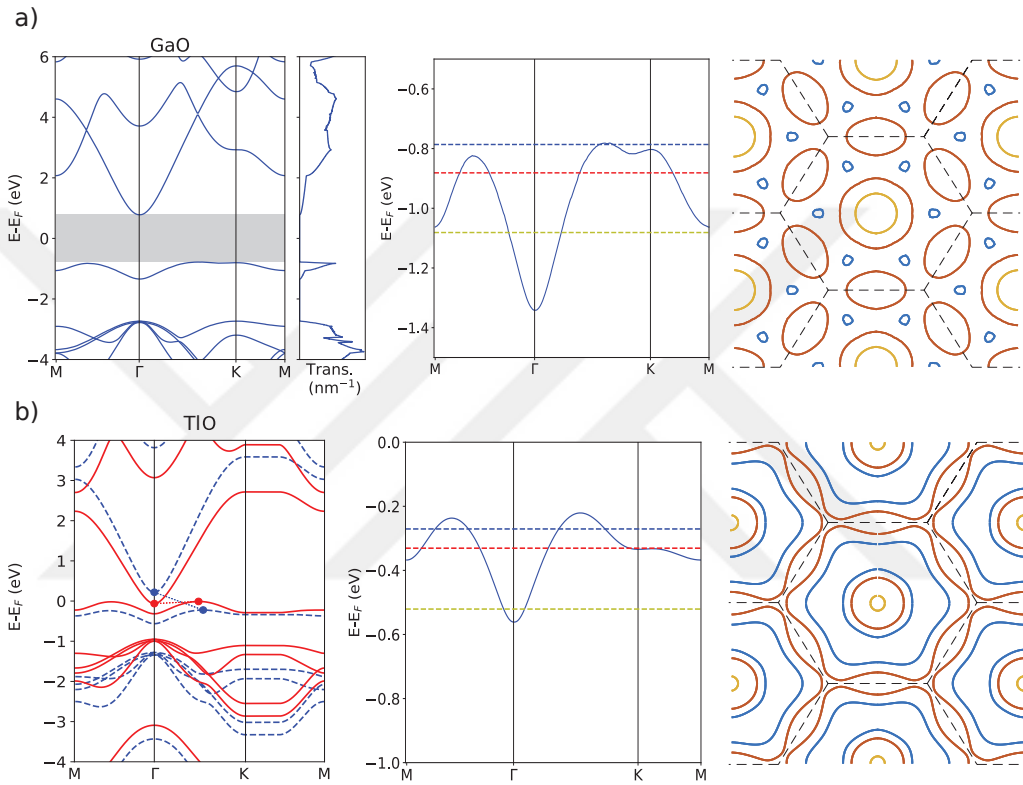 a)
GaO
6
4
2
0
−2
−4
E-E_F (eV)
M Γ K M
Trans.
(nm⁻¹)
−0.6
−0.8
−1.0
−1.2
−1.4
E-E_F (eV)
M Γ K M
b)
TlO
4
3
2
1
0
−1
−2
−3
−4
E-E_F (eV)
M Γ K M
0.0
−0.2
−0.4
−0.6
−0.8
−1.0
E-E_F (eV)
M Γ K M